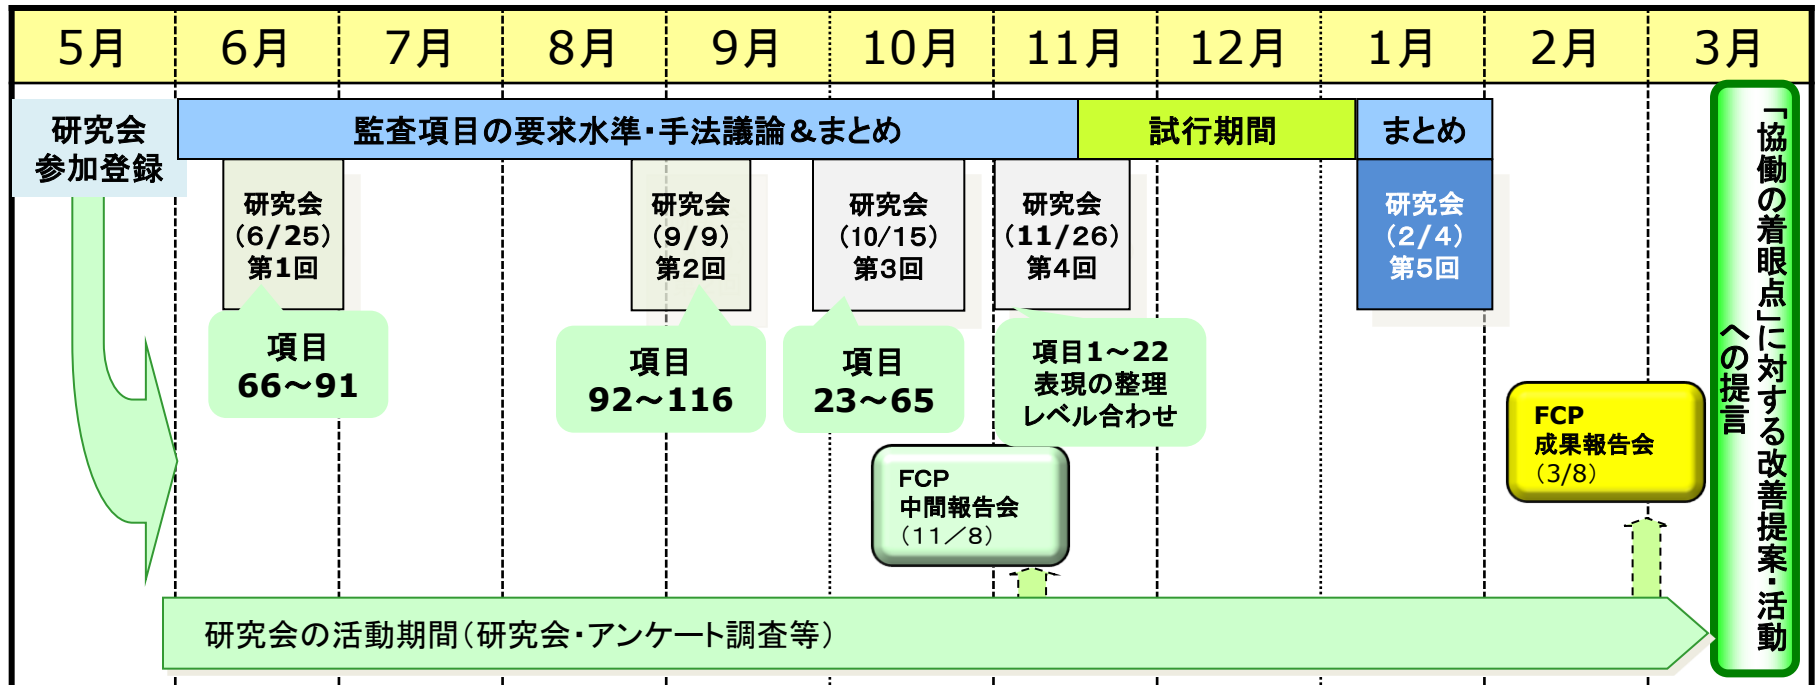 5月 6月 7月 8月 9月 10月 11月 12月 1月 2月 3月
研究会
参加登録
監査項目の要求水準・手法議論＆まとめ
試行期間
まとめ
研究会
（6/25）
第1回
研究会
（9/9）
第2回
研究会
（10/15）
第3回
研究会
（11/26）
第4回
研究会
（2/4）
第5回
項目
66～91
項目
92～116
項目
23～65
項目1～22
表現の整理
レベル合わせ
FCP
中間報告会
（11／8）
FCP
成果報告会
（3/8）
研究会の活動期間（研究会・アンケート調査等）
「協働の着眼点」に対する改善提案・活動
への提言